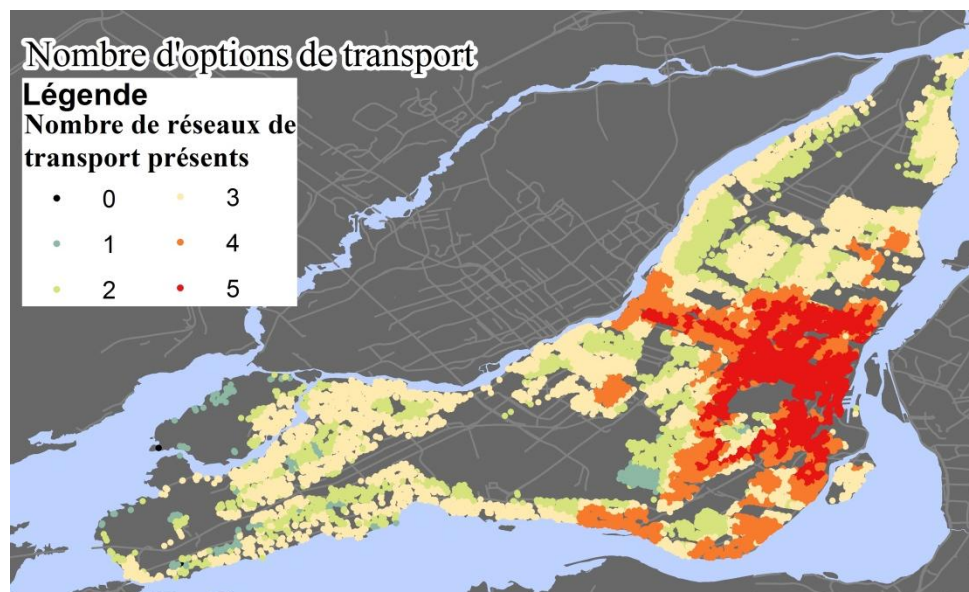 Nombre d'options de transport
Légende
Nombre de réseaux de
transport présents
0 3
1 4
2 5